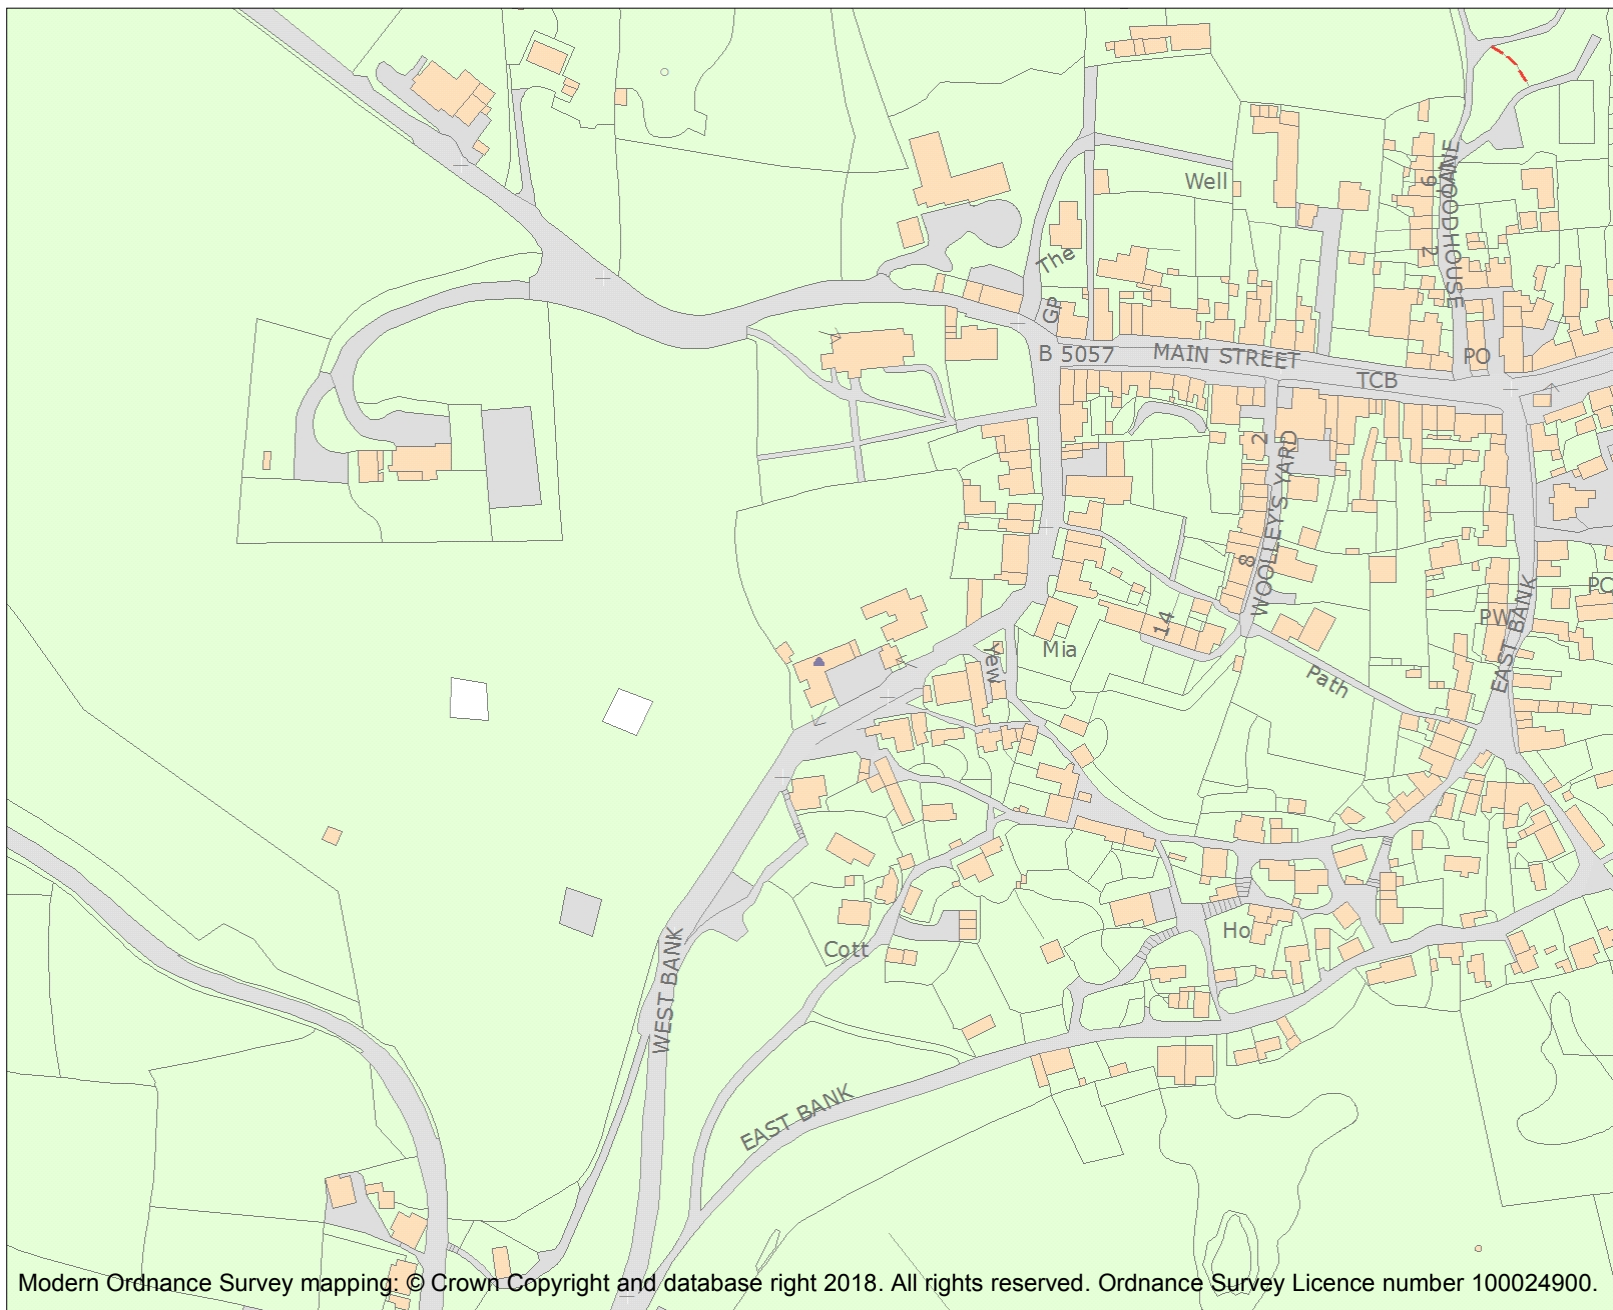 Well
WOODHOUSE LANE
9
2
The
GP
B 5057
MAIN STREET
PO
TCB
2
WOOLLEY'S YARD
8
14
Mia
Yew
Path
PW
EAST BANK
PC
Cott
Ho
WEST BANK
EAST BANK
Modern Ordnance Survey mapping: © Crown Copyright and database right 2018. All rights reserved. Ordnance Survey Licence number 100024900.